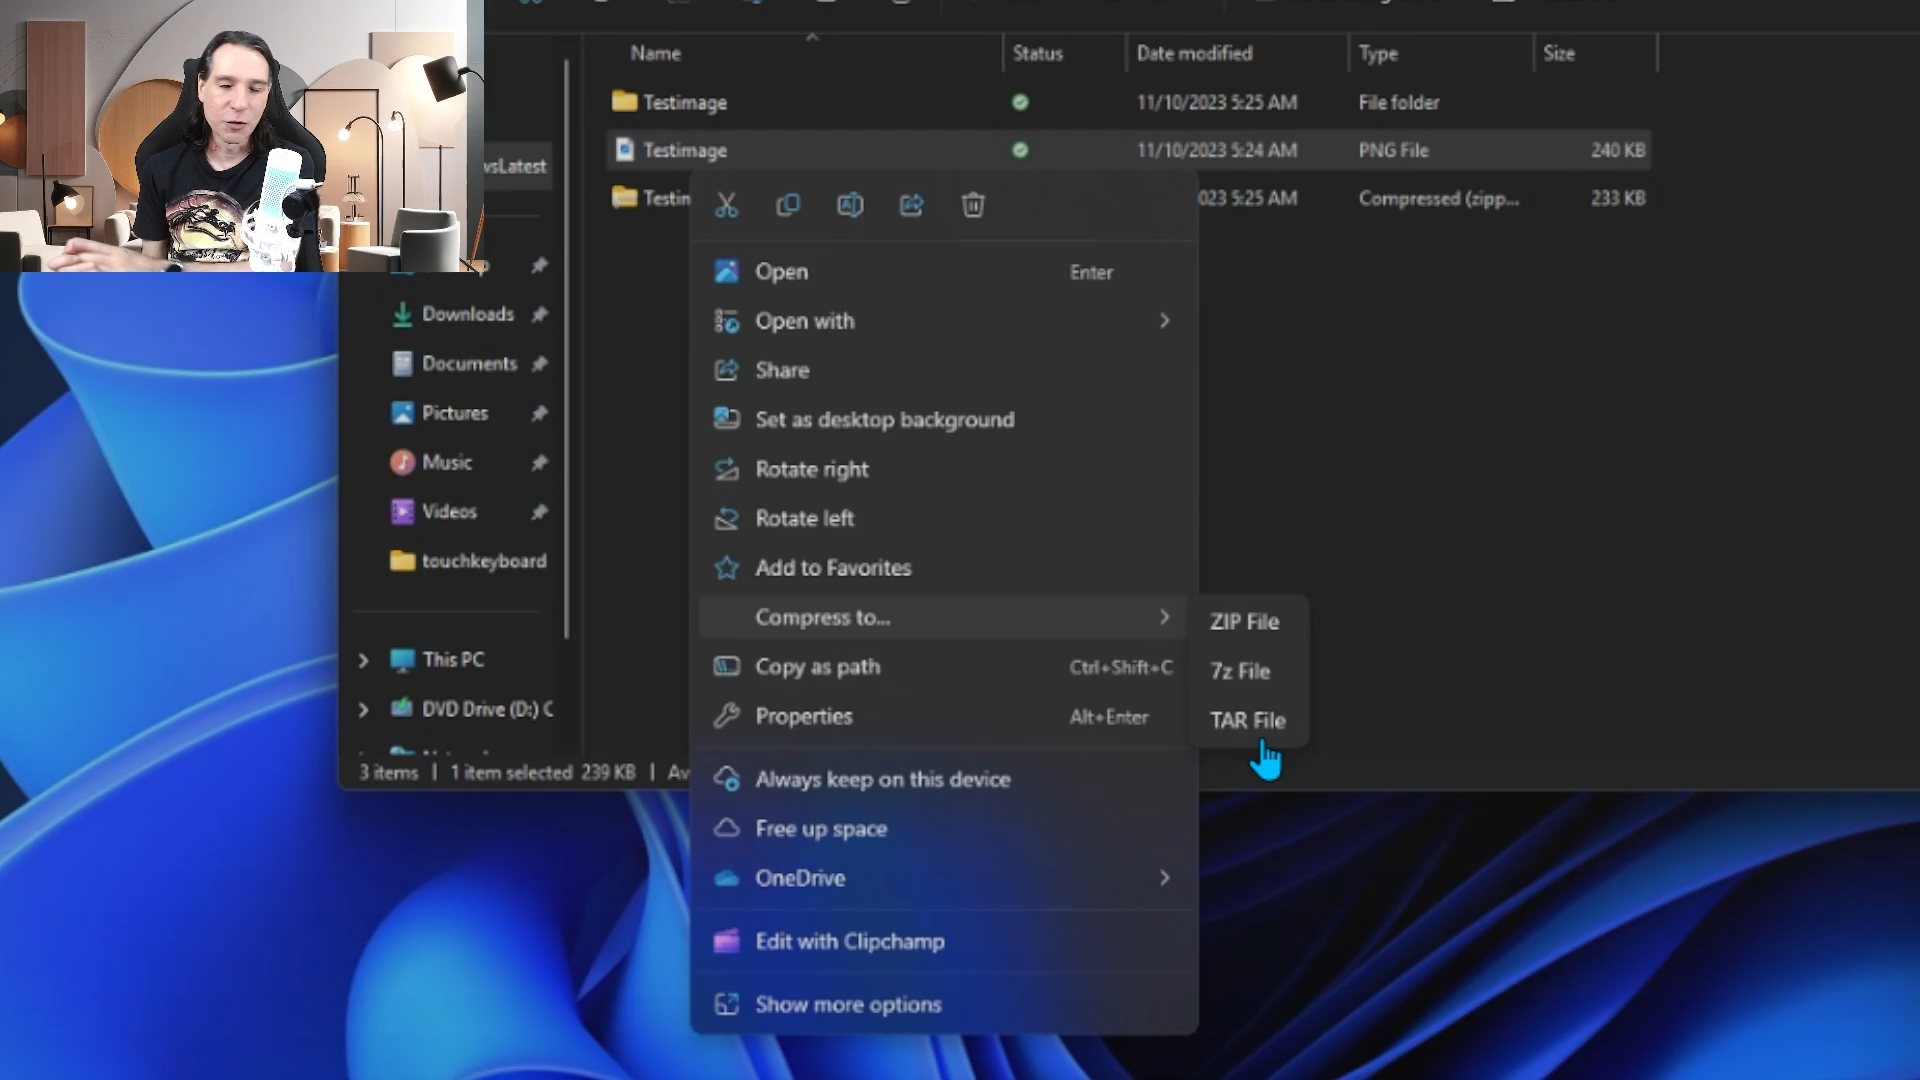 Name Status Date modified Type Size
Testimage 11/10/2023 5:25 AM File folder
Testimage 11/10/2023 5:24 AM PNG File 240 KB
Testim 023 5:25 AM Compressed (zipp... 233 KB
vsLatest
Downloads
Documents
Pictures
Music
Videos
touchkeyboard
This PC
DVD Drive (D:) C
3 items | 1 item selected 239 KB | Av
Open Enter
Open with
Share
Set as desktop background
Rotate right
Rotate left
Add to Favorites
Compress to...
Copy as path Ctrl+Shift+C
Properties Alt+Enter
Always keep on this device
Free up space
OneDrive
Edit with Clipchamp
Show more options
ZIP File
7z File
TAR File